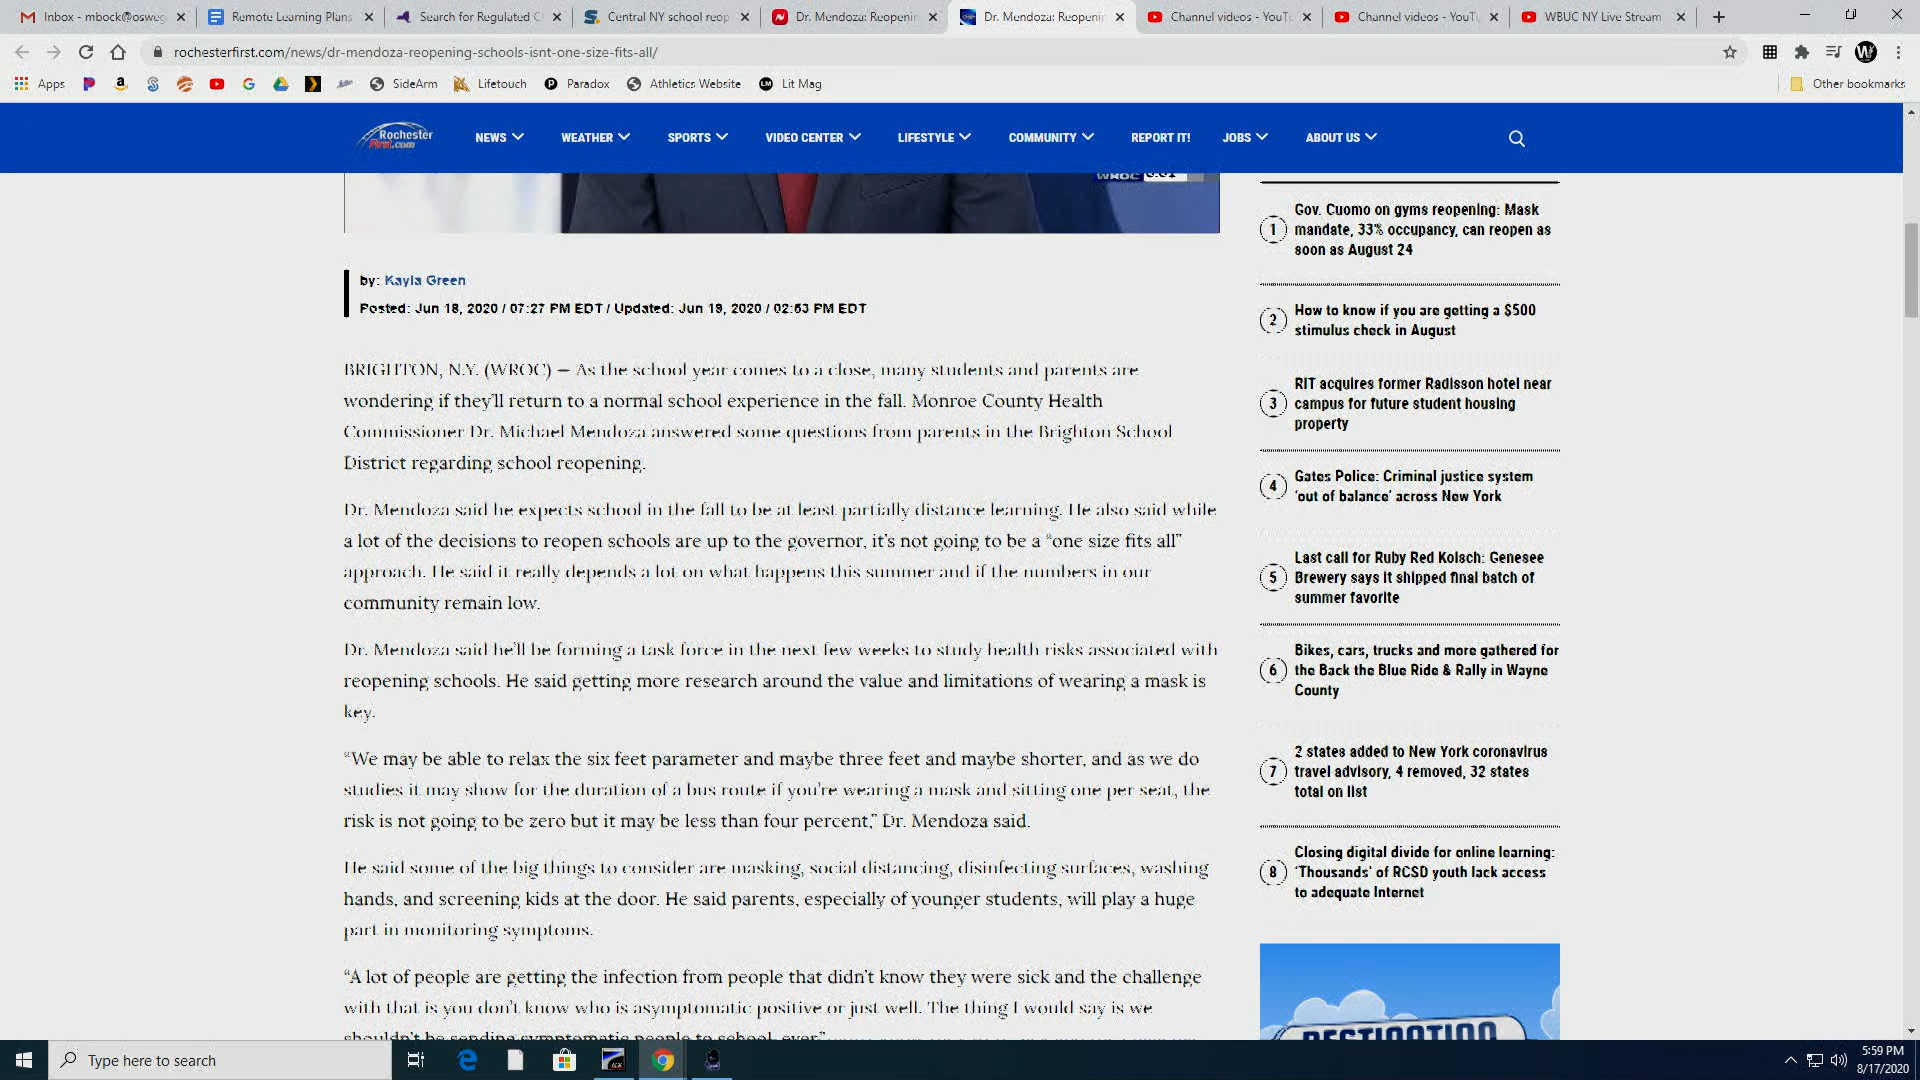 Inbox - mbock@osweg
Remote Learning Plans
Search for Regulated C
Central NY school reop
Dr. Mendoza: Reopenin
Dr. Mendoza: Reopenin
Channel videos - YouTu
Channel videos - YouTu
WBUC NY Live Stream
rochesterfirst.com/news/dr-mendoza-reopening-schools-isnt-one-size-fits-all/
Apps
SideArm
Lifetouch
Paradox
Athletics Website
LM Lit Mag
Other bookmarks
Rochester First.com
NEWS
WEATHER
SPORTS
VIDEO CENTER
LIFESTYLE
COMMUNITY
REPORT IT!
JOBS
ABOUT US
WROC
by: Kayla Green
Posted: Jun 18, 2020 / 07:27 PM EDT / Updated: Jun 19, 2020 / 02:53 PM EDT
BRIGHTON, N.Y. (WROC) — As the school year comes to a close, many students and parents are
wondering if they’ll return to a normal school experience in the fall. Monroe County Health
Commissioner Dr. Michael Mendoza answered some questions from parents in the Brighton School
District regarding school reopening.
Dr. Mendoza said he expects school in the fall to be at least partially distance learning. He also said while
a lot of the decisions to reopen schools are up to the governor, it’s not going to be a “one size fits all”
approach. He said it really depends a lot on what happens this summer and if the numbers in our
community remain low.
Dr. Mendoza said he’ll be forming a task force in the next few weeks to study health risks associated with
reopening schools. He said getting more research around the value and limitations of wearing a mask is
key.
“We may be able to relax the six feet parameter and maybe three feet and maybe shorter, and as we do
studies it may show for the duration of a bus route if you’re wearing a mask and sitting one per seat, the
risk is not going to be zero but it may be less than four percent,” Dr. Mendoza said.
He said some of the big things to consider are masking, social distancing, disinfecting surfaces, washing
hands, and screening kids at the door. He said parents, especially of younger students, will play a huge
part in monitoring symptoms.
“A lot of people are getting the infection from people that didn’t know they were sick and the challenge
with that is you don’t know who is asymptomatic positive or just well. The thing I would say is we
shouldn’t be sending symptomatic people to school, ever”
1
Gov. Cuomo on gyms reopening: Mask
mandate, 33% occupancy, can reopen as
soon as August 24
2
How to know if you are getting a $500
stimulus check in August
3
RIT acquires former Radisson hotel near
campus for future student housing
property
4
Gates Police: Criminal justice system
‘out of balance’ across New York
5
Last call for Ruby Red Kolsch: Genesee
Brewery says it shipped final batch of
summer favorite
6
Bikes, cars, trucks and more gathered for
the Back the Blue Ride & Rally in Wayne
County
7
2 states added to New York coronavirus
travel advisory, 4 removed, 32 states
total on list
8
Closing digital divide for online learning:
‘Thousands’ of RCSD youth lack access
to adequate Internet
DESTINATION
Type here to search
5:59 PM
8/17/2020